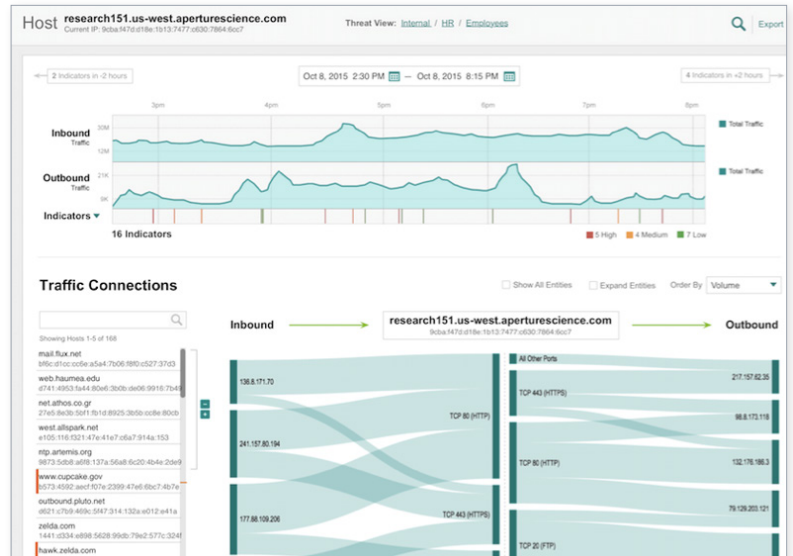 Host research151.us-west.aperturescience.com
Current IP: 9cba:f47d:d18e:1b13:7477:c630:7864:6cc7
Threat View: Internal / HR / Employees
Export
2 Indicators in -2 hours
Oct 8, 2015 2:30 PM — Oct 8, 2015 8:15 PM
4 Indicators in +2 hours
3pm 4pm 5pm 6pm 7pm 8pm
Inbound
Traffic
30M
12M
Total Traffic
Outbound
Traffic
21K
9K
Total Traffic
Indicators
16 Indicators
5 High 4 Medium 7 Low
Traffic Connections
Show All Entities Expand Entities Order By Volume
Showing Hosts 1-5 of 168
Inbound
research151.us-west.aperturescience.com
9cba:f47d:d18e:1b13:7477:c630:7864:6cc7
Outbound
mail.flux.net
bf6c:d1cc:cc6e:a5a4:7b06:f8f0:c527:37d3
web.haumea.edu
d741:4953:fa44:80e6:3b0b:de06:9918:7b49
net.athos.co.gr
27e5:8e3b:5bf1:fb1d:8925:3b5b:cc8e:80cb
west.allspark.net
e105:116:f321:47e:41e7:c6a7:914a:153
ntp.artemis.org
9873:5db8:a6f8:137a:56a8:6c20:4b4e:2de9
www.cupcake.gov
b573:4592:aecf:f07e:2399:47e6:6bc7:4b7e
outbound.pluto.net
d621:c7b9:469c:5f47:314:132a:e012:e41a
zelda.com
1441:d334:e898:5628:99db:79e2:577c:324f
hawk.zelda.com
136.8.171.70
241.157.80.194
177.88.109.206
TCP 80 (HTTP)
TCP 443 (HTTPS)
All Other Ports
TCP 443 (HTTPS)
TCP 80 (HTTP)
TCP 20 (FTP)
217.157.62.35
98.8.173.118
132.176.186.3
79.129.203.121